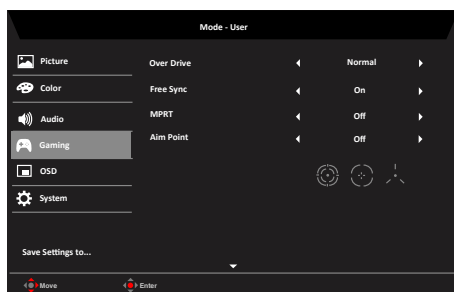 Mode - User
Picture
Over Drive Normal
Color
Free Sync On
Audio
MPRT Off
Gaming
Aim Point Off
OSD
System
Save Settings to...
Move Enter